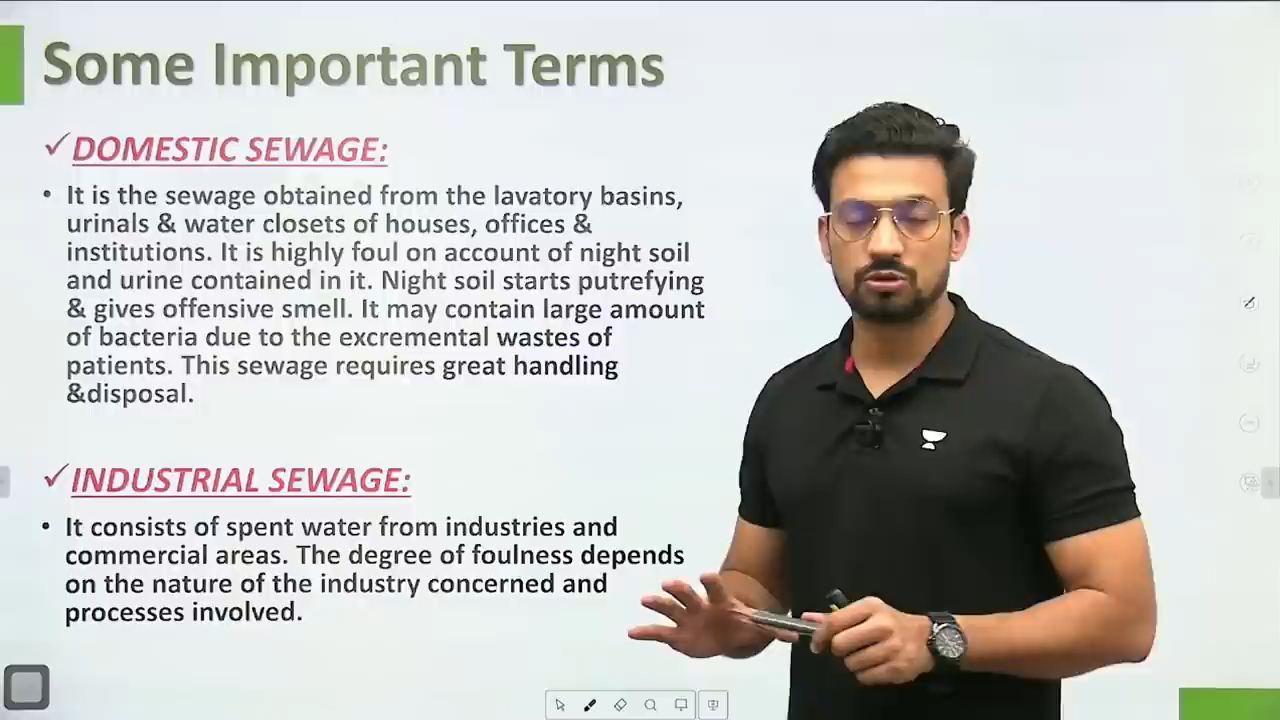 Some Important Terms
DOMESTIC SEWAGE:
It is the sewage obtained from the lavatory basins,
urinals & water closets of houses, offices &
institutions. It is highly foul on account of night soil
and urine contained in it. Night soil starts putrefying
& gives offensive smell. It may contain large amount
of bacteria due to the excremental wastes of
patients. This sewage requires great handling
&disposal.
INDUSTRIAL SEWAGE:
It consists of spent water from industries and
commercial areas. The degree of foulness depends
on the nature of the industry concerned and
processes involved.